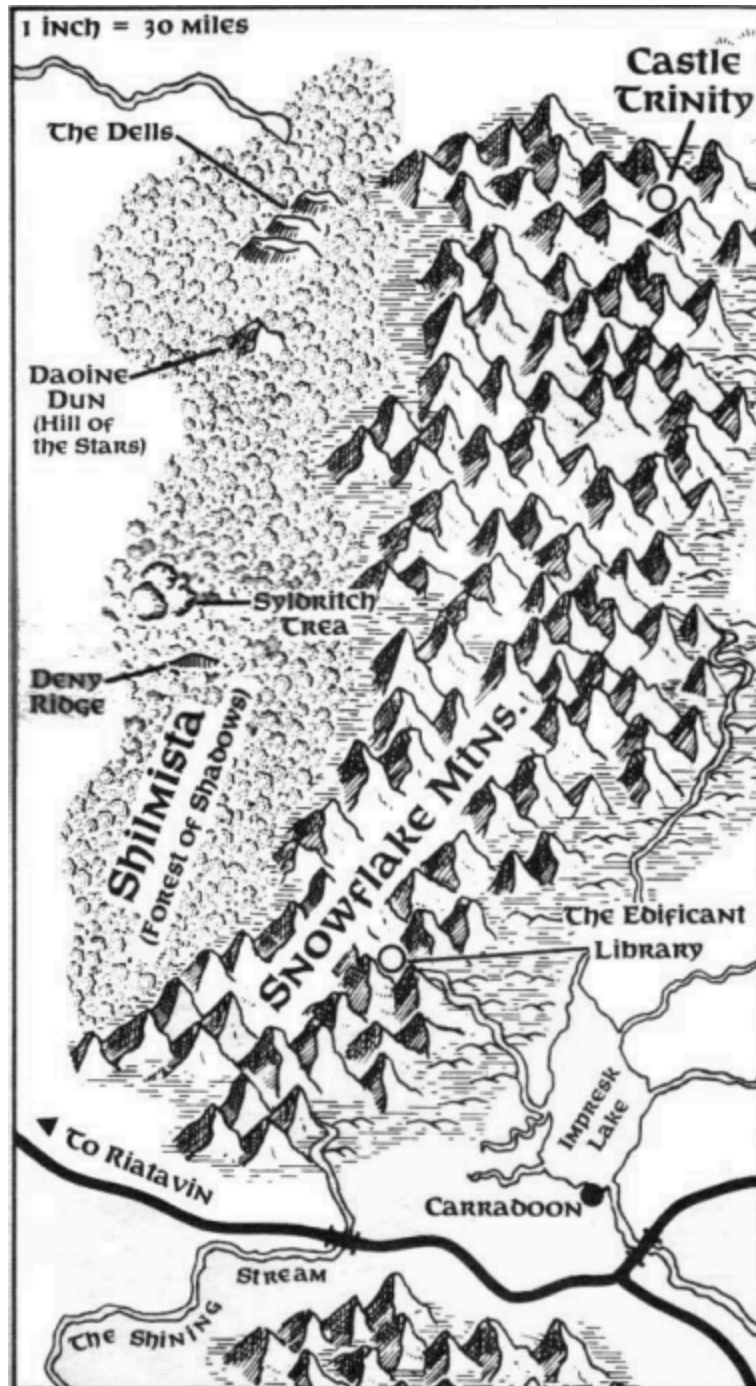 1 inch = 30 miles
Castle
Trinity
The Dells
Daoine
Dun
(Hill of
the Stars)
Syldritch
Trea
Deny
Ridge
Shilmista
(Forest of Shadows)
Snowflake Mtns.
The Edificant
Library
Impresk
Lake
To Riatavin
Carradoon
The Shining
Stream